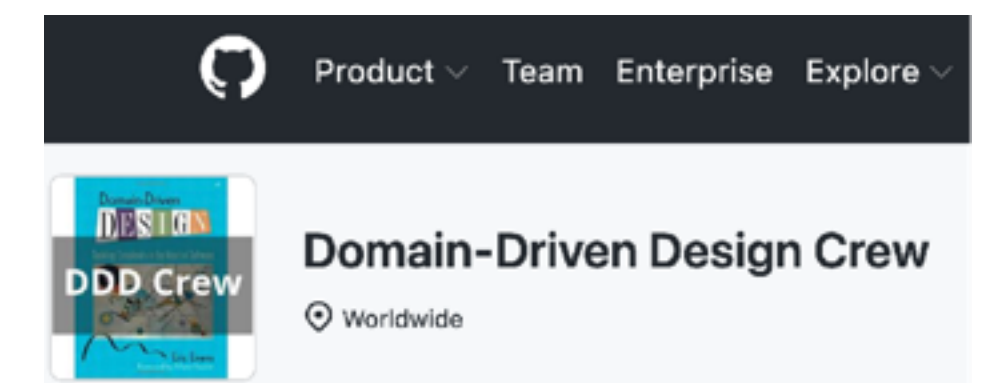 Product Team Enterprise Explore
Domain-Driven
DESIGN
DDD Crew
Eric Evans
Domain-Driven Design Crew
Worldwide